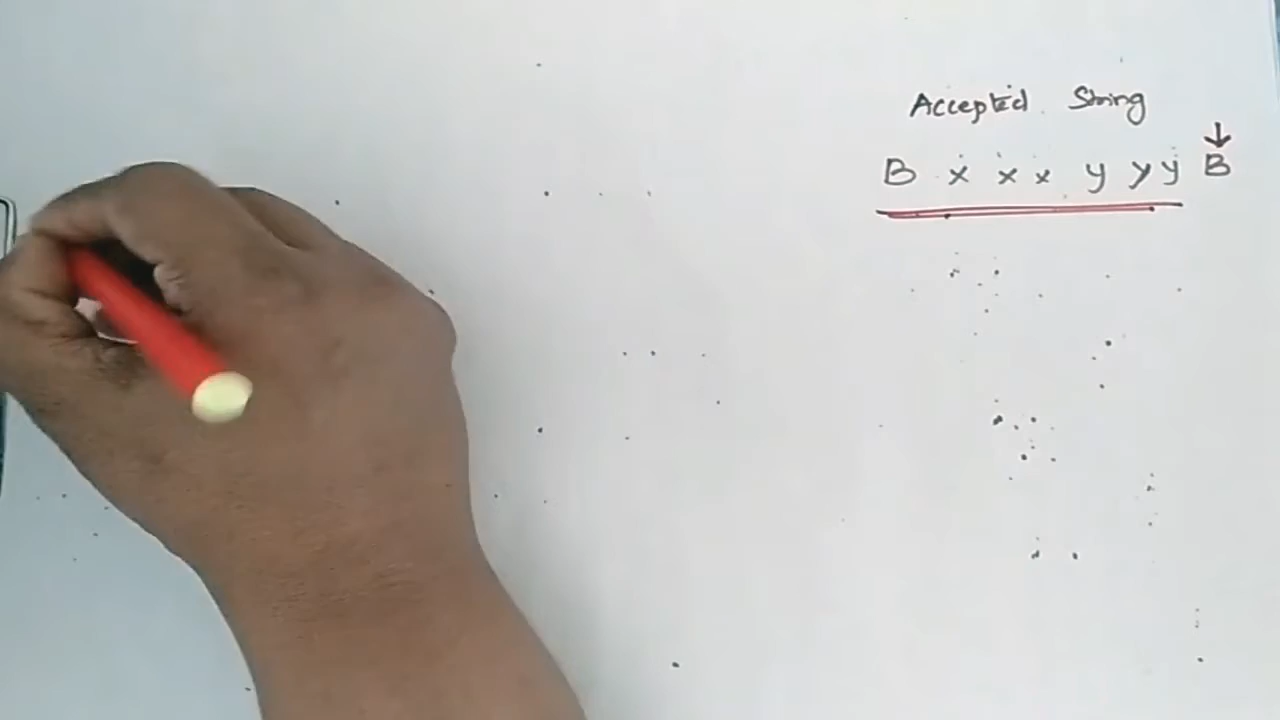 Accepted String
↓
B x x x y y y B